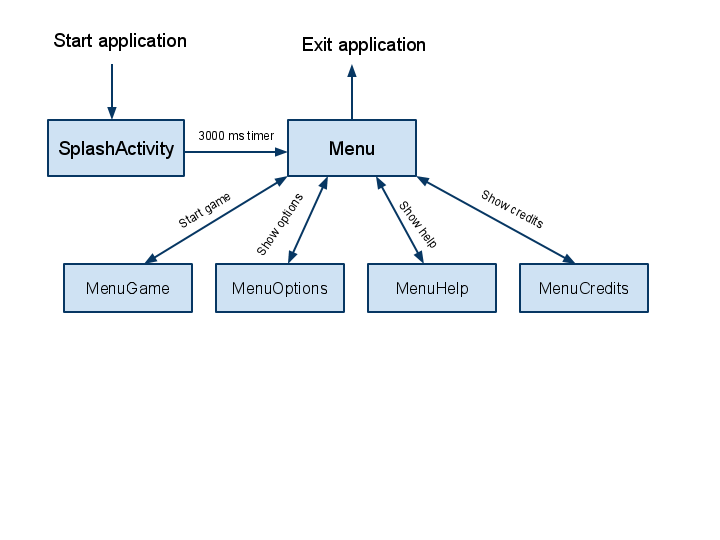 Start application
Exit application
SplashActivity
3000 ms timer
Menu
Start game
Show options
Show help
Show credits
MenuGame
MenuOptions
MenuHelp
MenuCredits